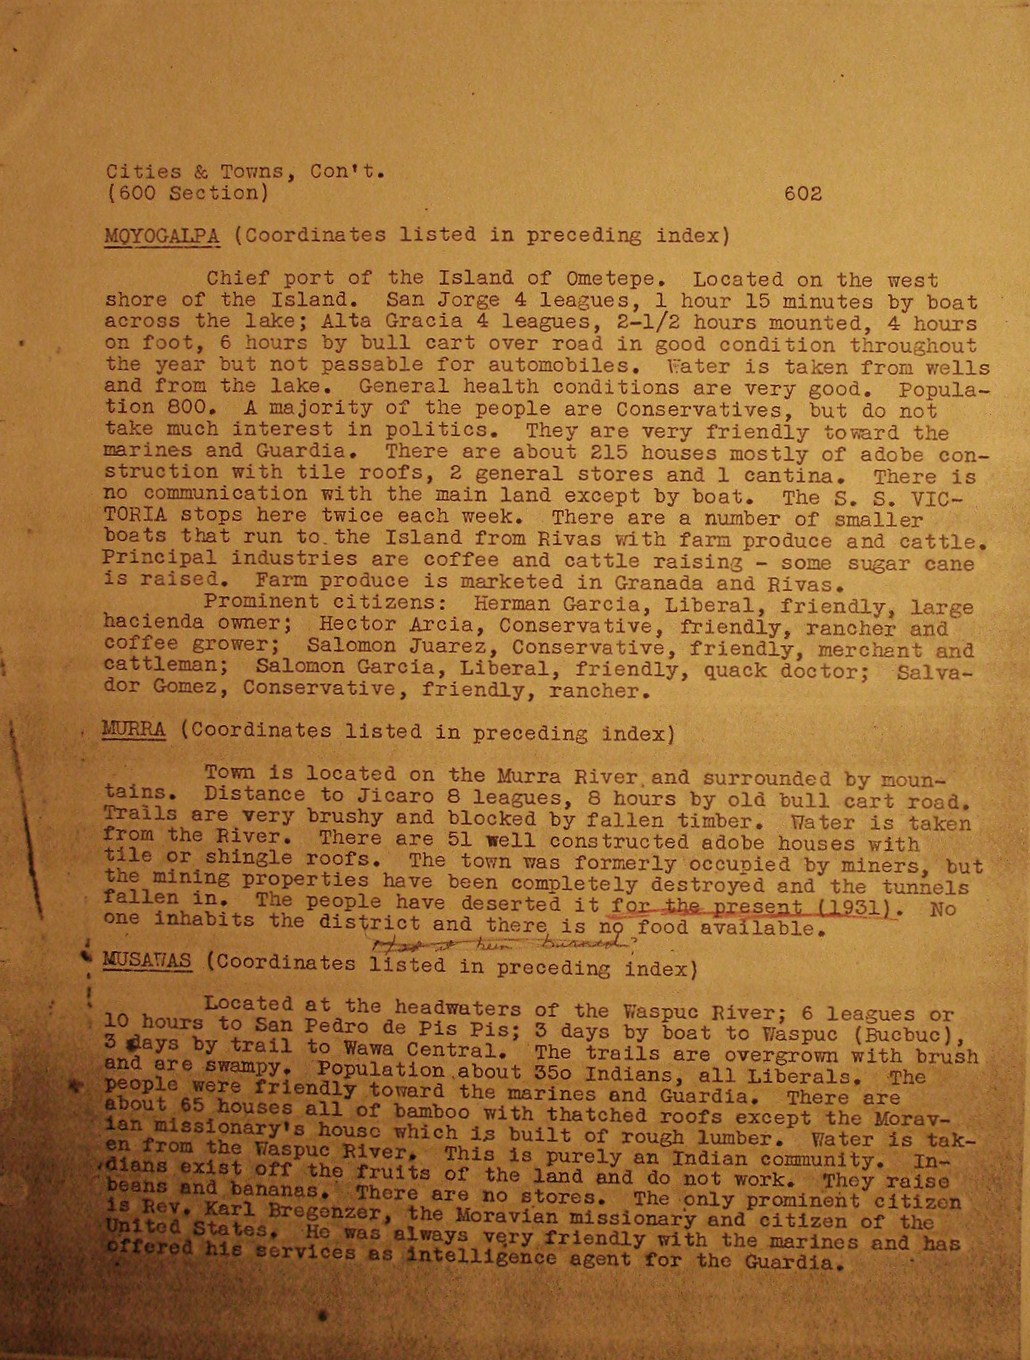 Cities & Towns, Con't.
(600 Section) 602
MOYOGALPA (Coordinates listed in preceding index)
Chief port of the Island of Ometepe. Located on the west
shore of the Island. San Jorge 4 leagues, 1 hour 15 minutes by boat
across the lake; Alta Gracia 4 leagues, 2-1/2 hours mounted, 4 hours
on foot, 6 hours by bull cart over road in good condition throughout
the year but not passable for automobiles. Water is taken from wells
and from the lake. General health conditions are very good. Popula-
tion 800. A majority of the people are Conservatives, but do not
take much interest in politics. They are very friendly toward the
marines and Guardia. There are about 215 houses mostly of adobe con-
struction with tile roofs, 2 general stores and 1 cantina. There is
no communication with the main land except by boat. The S. S. VIC-
TORIA stops here twice each week. There are a number of smaller
boats that run to the Island from Rivas with farm produce and cattle.
Principal industries are coffee and cattle raising - some sugar cane
is raised. Farm produce is marketed in Granada and Rivas.
Prominent citizens: Herman Garcia, Liberal, friendly, large
hacienda owner; Hector Arcia, Conservative, friendly, rancher and
coffee grower; Salomon Juarez, Conservative, friendly, merchant and
cattleman; Salomon Garcia, Liberal, friendly, quack doctor; Salva-
dor Gomez, Conservative, friendly, rancher.
MURRA (Coordinates listed in preceding index)
Town is located on the Murra River and surrounded by moun-
tains. Distance to Jicaro 8 leagues, 8 hours by old bull cart road.
Trails are very brushy and blocked by fallen timber. Water is taken
from the River. There are 51 well constructed adobe houses with
tile or shingle roofs. The town was formerly occupied by miners, but
the mining properties have been completely destroyed and the tunnels
fallen in. The people have deserted it for the present (1931). No
one inhabits the district and there is no food available.
Has it been burned?
MUSAWAS (Coordinates listed in preceding index)
Located at the headwaters of the Waspuc River; 6 leagues or
10 hours to San Pedro de Pis Pis; 3 days by boat to Waspuc (Bucbuc),
3 days by trail to Wawa Central. The trails are overgrown with brush
and are swampy. Population about 35o Indians, all Liberals. The
people were friendly toward the marines and Guardia. There are
about 65 houses all of bamboo with thatched roofs except the Morav-
ian missionary's house which is built of rough lumber. Water is tak-
en from the Waspuc River. This is purely an Indian community. In-
dians exist off the fruits of the land and do not work. They raise
beans and bananas. There are no stores. The only prominent citizen
is Rev. Karl Bregenzer, the Moravian missionary and citizen of the
United States. He was always very friendly with the marines and has
offered his services as intelligence agent for the Guardia.